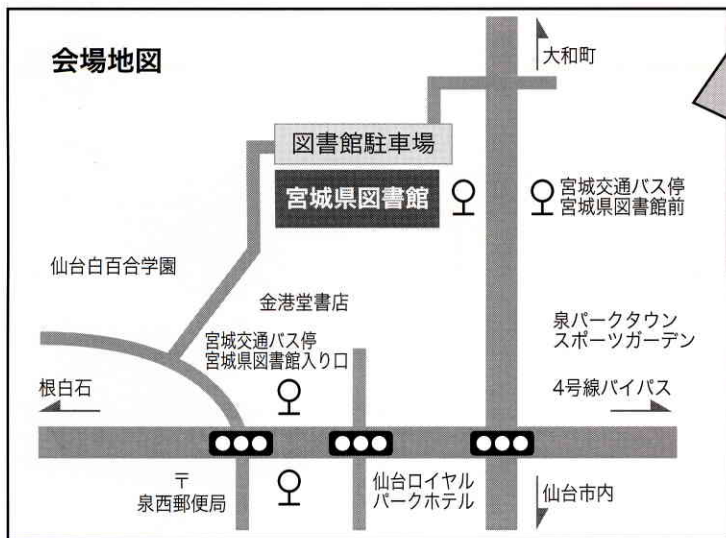 会場地図
大和町
図書館駐車場
宮城県図書館
宮城交通バス停
宮城県図書館前
仙台白百合学園
金港堂書店
宮城交通バス停
宮城県図書館入り口
泉パークタウン
スポーツガーデン
根白石
4号線バイパス
〒
泉西郵便局
仙台ロイヤル
パークホテル
仙台市内